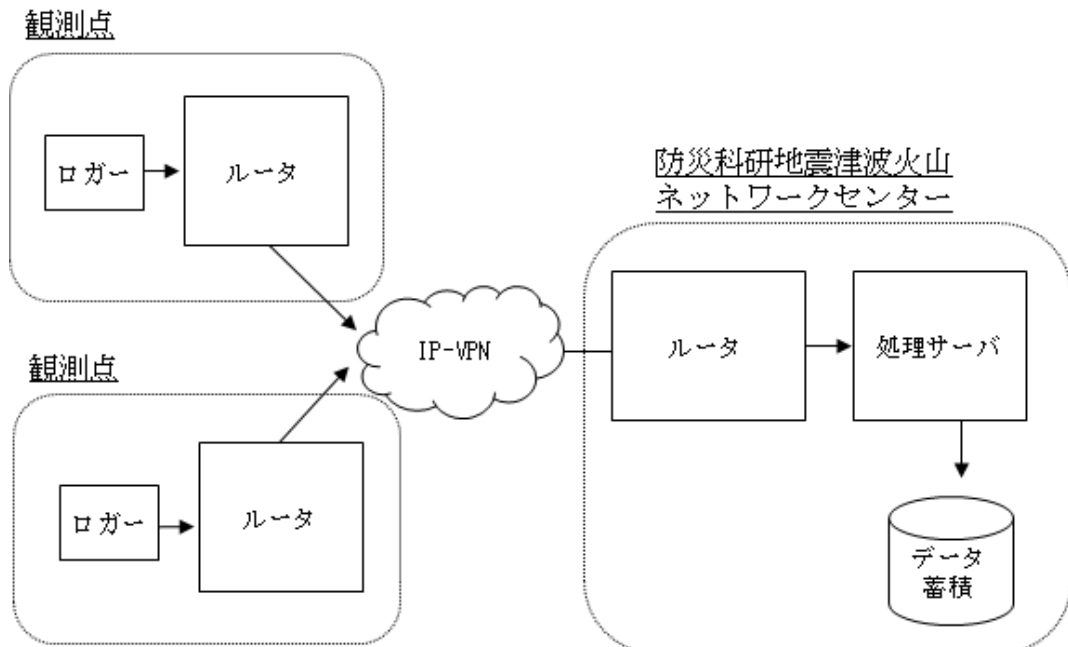 観測点
ロガー
ルータ
観測点
ロガー
ルータ
IP-VPN
防災科研地震津波火山
ネットワークセンター
ルータ
処理サーバ
データ
蓄積